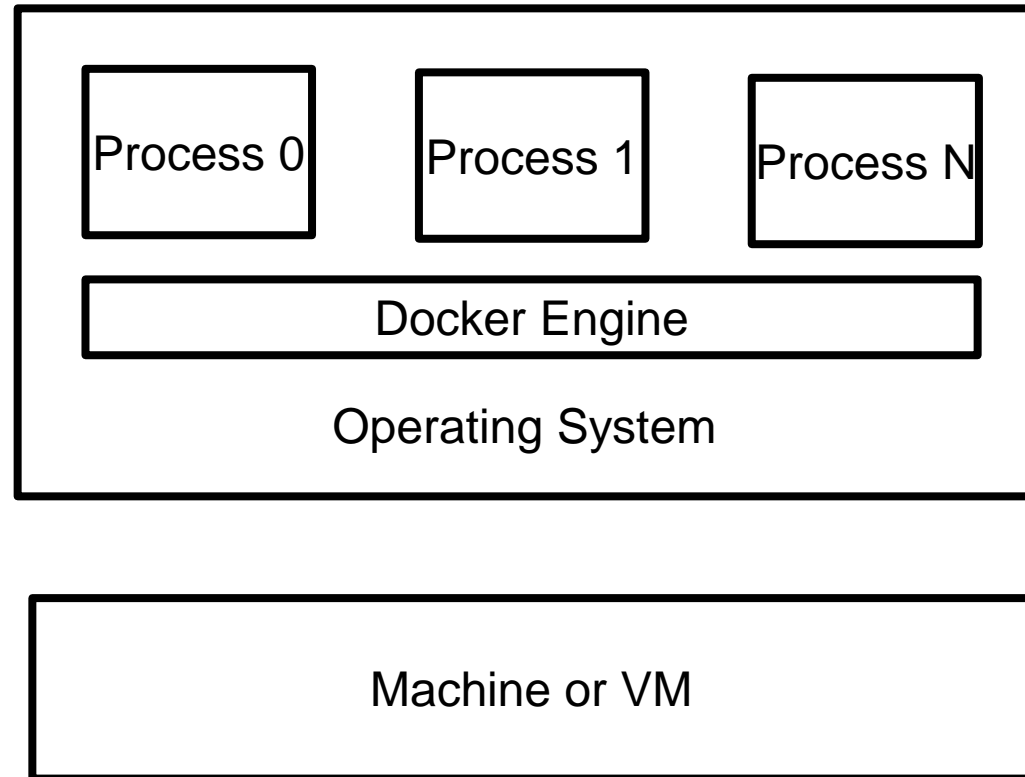 Process 0
Process 1
Process N
Docker Engine
Operating System
Machine or VM